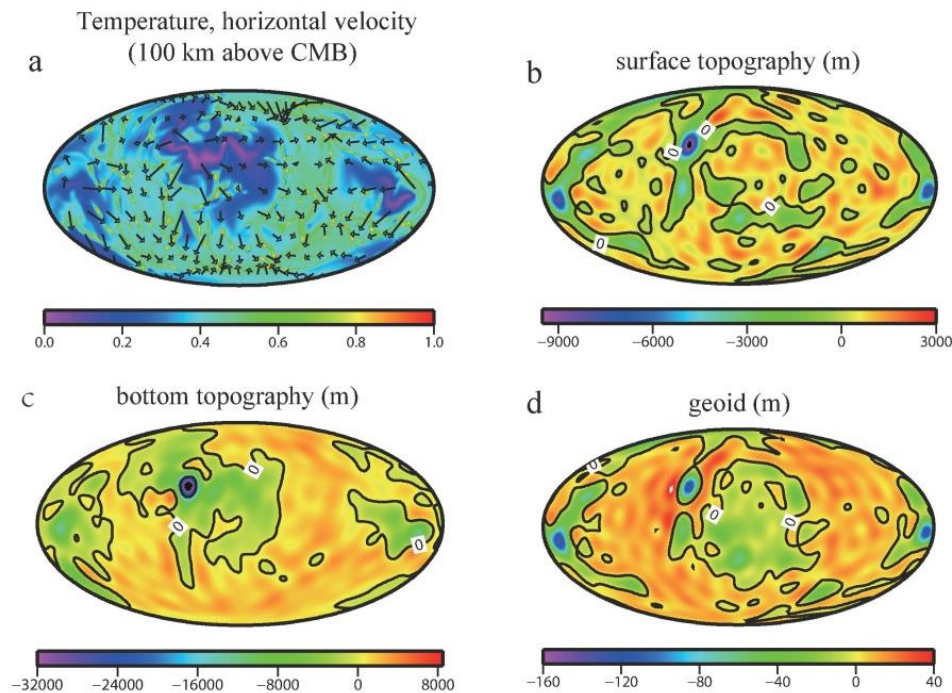 Temperature, horizontal velocity
(100 km above CMB)
a
0.0 0.2 0.4 0.6 0.8 1.0
b
surface topography (m)
0
0
0
0
−9000 −6000 −3000 0 3000
c
bottom topography (m)
0
0
0
−32000 −24000 −16000 −8000 0 8000
d
geoid (m)
0
0
0
−160 −120 −80 −40 0 40